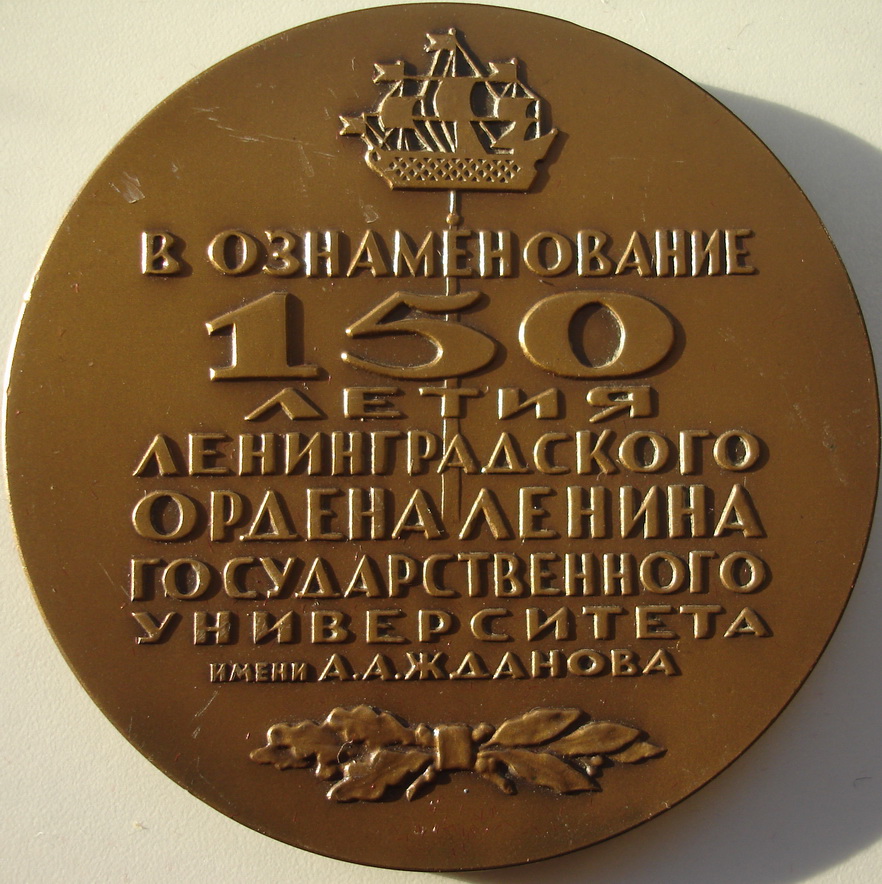 В ОЗНАМЕНОВАНИЕ
150
ЛЕТИЯ
ЛЕНИНГРАДСКОГО
ОРДЕНА ЛЕНИНА
ГОСУДАРСТВЕННОГО
УНИВЕРСИТЕТА
ИМЕНИ А.А.ЖДАНОВА